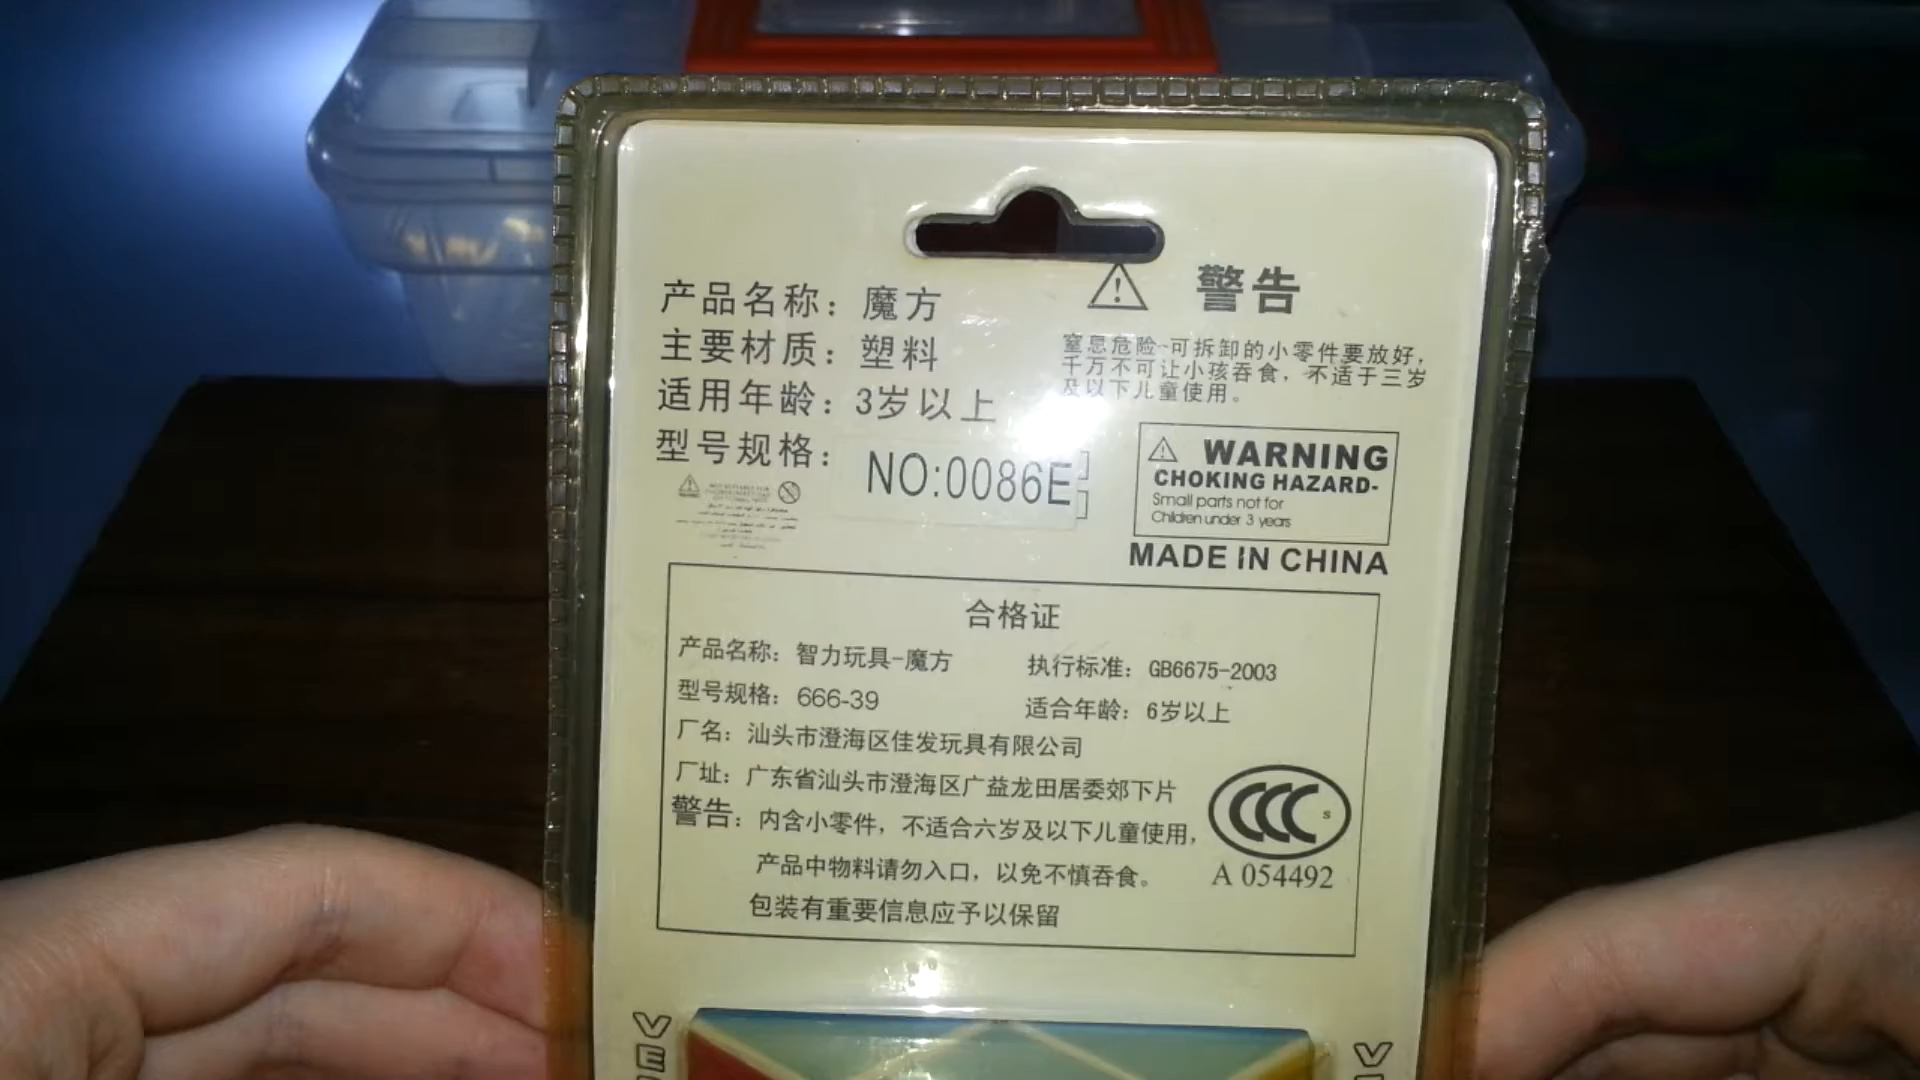 产品名称：魔方
主要材质：塑料
适用年龄：3岁以上
型号规格：
NO:0086E
警告
窒息危险-可拆卸的小零件要放好，
千万不可让小孩吞食，不适于三岁
及以下儿童使用。
WARNING
CHOKING HAZARD-
Small parts not for
Children under 3 years
MADE IN CHINA
合格证
产品名称：智力玩具-魔方
执行标准：GB6675-2003
型号规格：666-39
适合年龄：6岁以上
厂名：汕头市澄海区佳发玩具有限公司
厂址：广东省汕头市澄海区广益龙田居委郊下片
警告：内含小零件，不适合六岁及以下儿童使用，
产品中物料请勿入口，以免不慎吞食。
包装有重要信息应予以保留
CCC S
A 054492